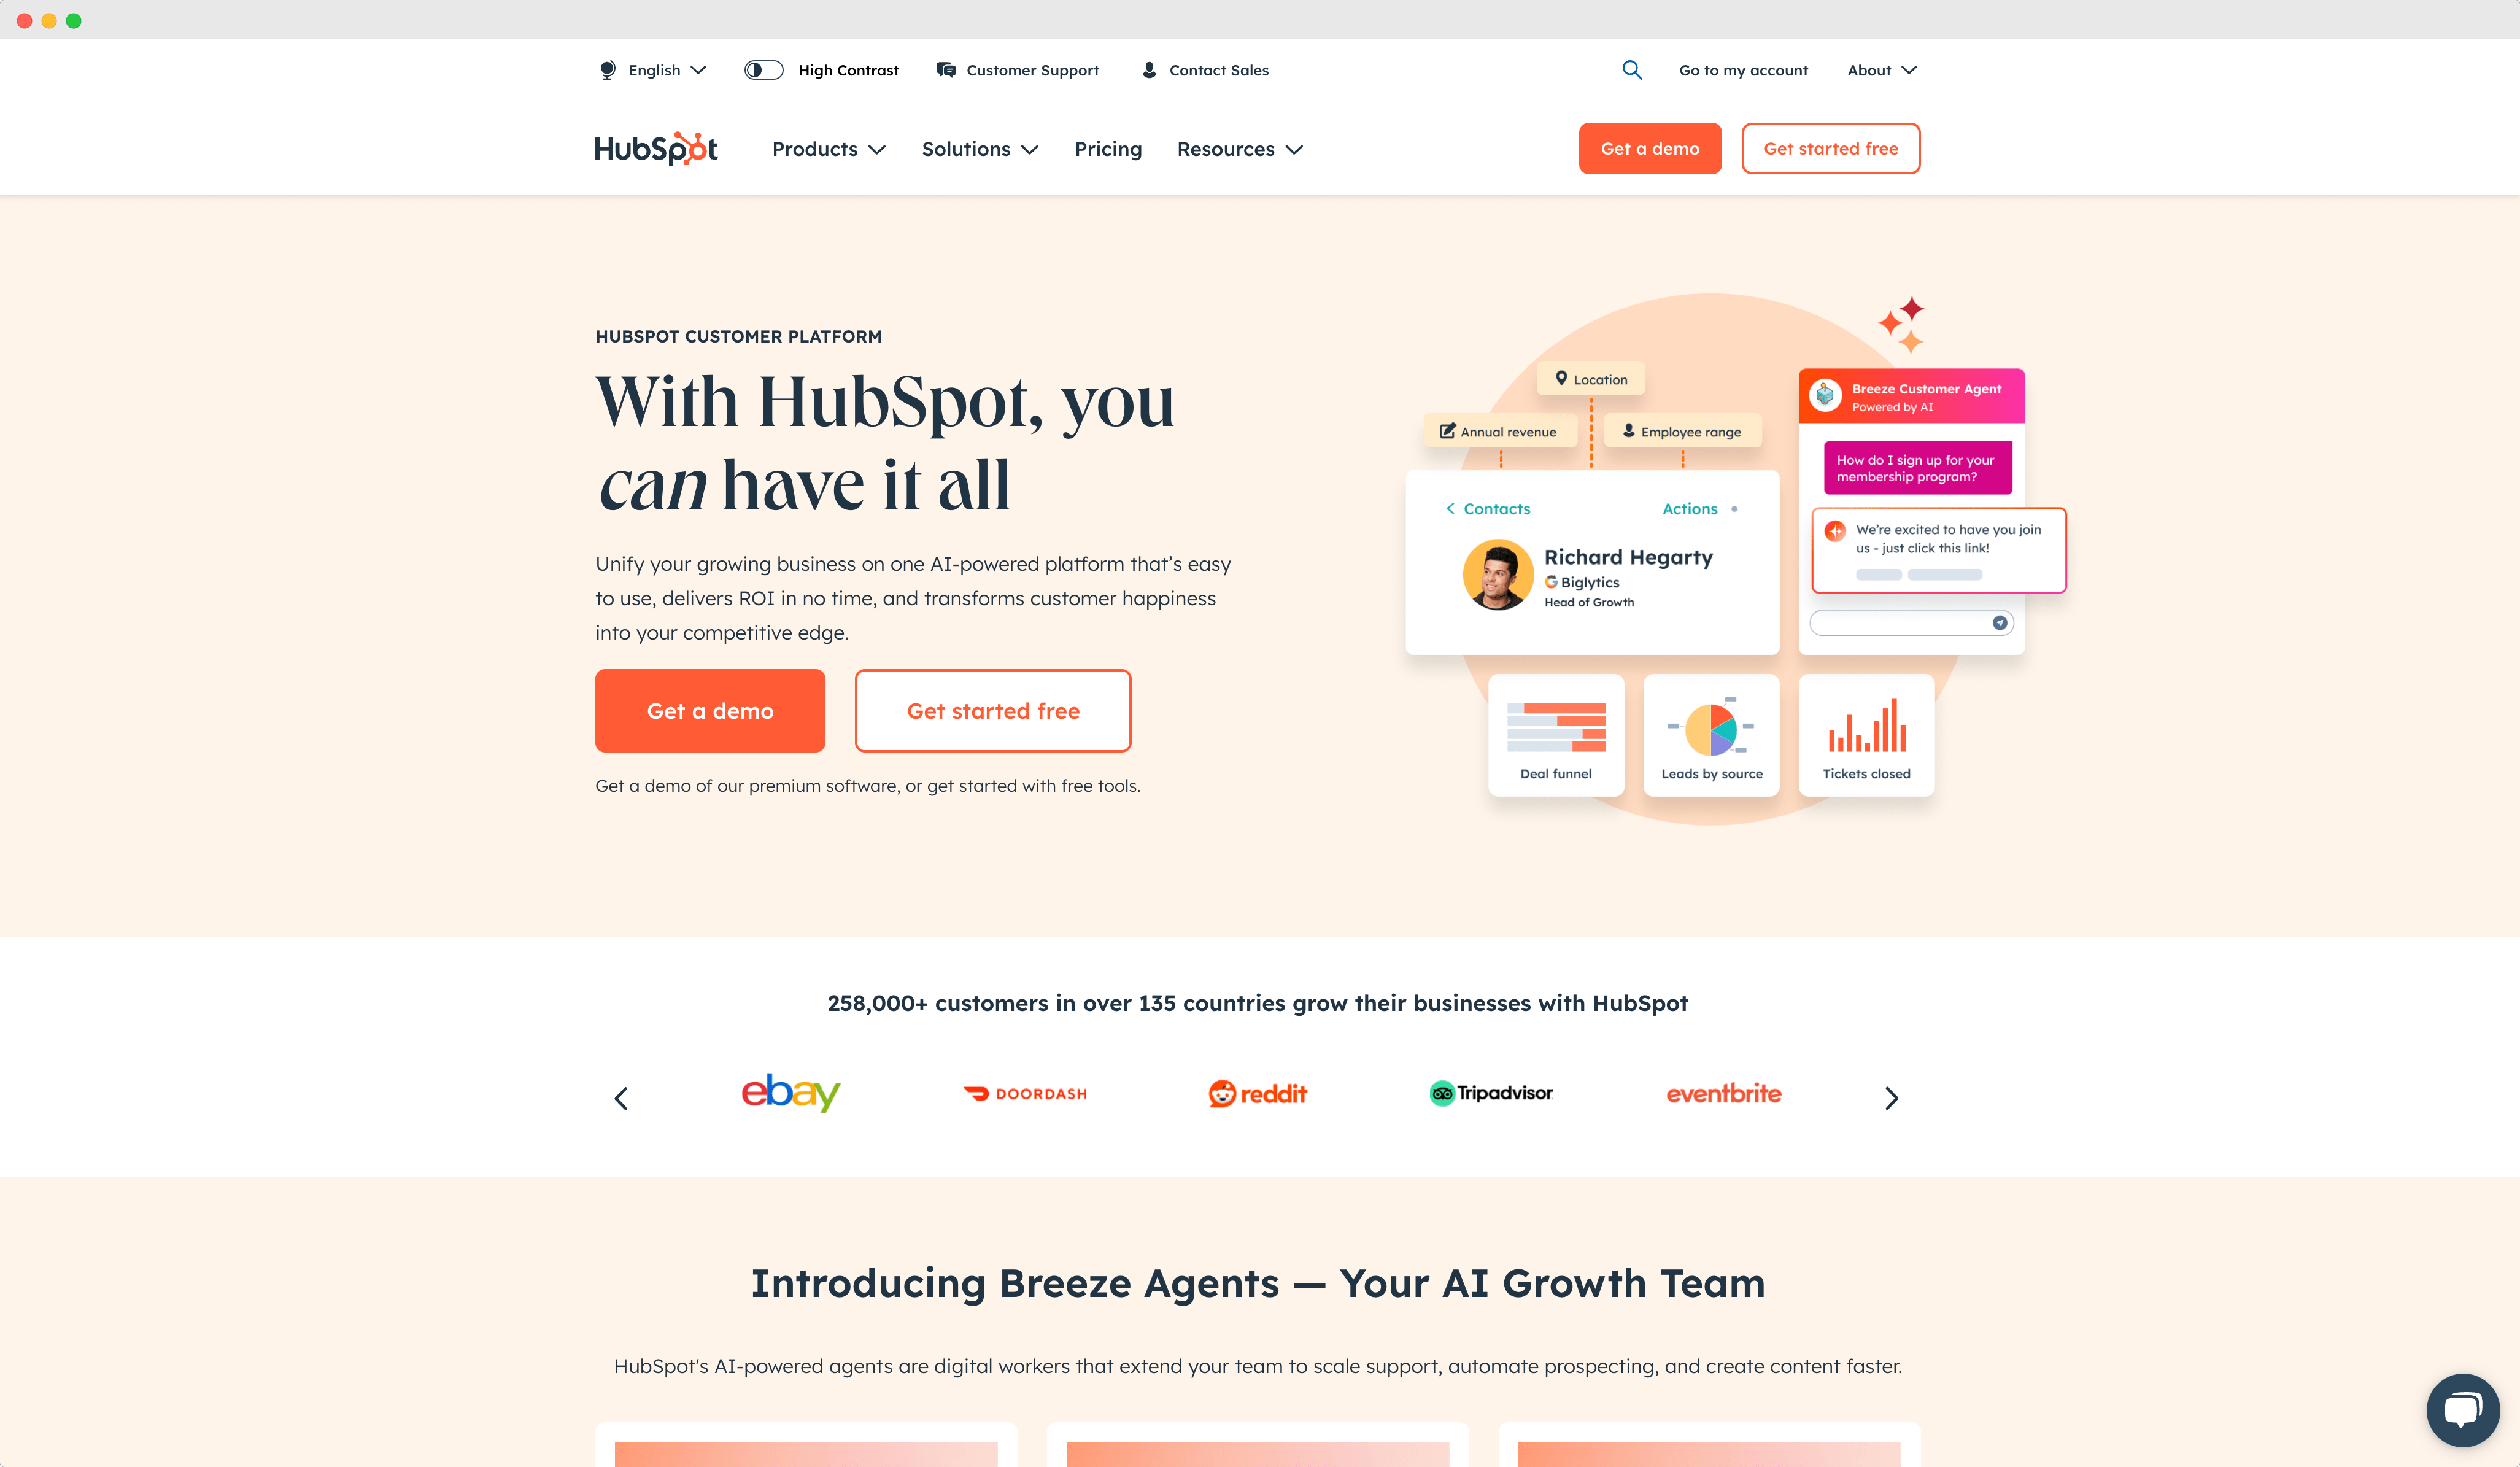 English
High Contrast
Customer Support
Contact Sales
Go to my account
About
HubSpot
Products
Solutions
Pricing
Resources
Get a demo
Get started free
HUBSPOT CUSTOMER PLATFORM
With HubSpot, you
can have it all
Unify your growing business on one AI-powered platform that’s easy
to use, delivers ROI in no time, and transforms customer happiness
into your competitive edge.
Get a demo
Get started free
Get a demo of our premium software, or get started with free tools.
Location
Annual revenue
Employee range
Contacts
Actions
Richard Hegarty
Biglytics
Head of Growth
Breeze Customer Agent
Powered by AI
How do I sign up for your
membership program?
We’re excited to have you join
us - just click this link!
Deal funnel
Leads by source
Tickets closed
258,000+ customers in over 135 countries grow their businesses with HubSpot
ebay
DOORDASH
reddit
Tripadvisor
eventbrite
Introducing Breeze Agents — Your AI Growth Team
HubSpot's AI-powered agents are digital workers that extend your team to scale support, automate prospecting, and create content faster.